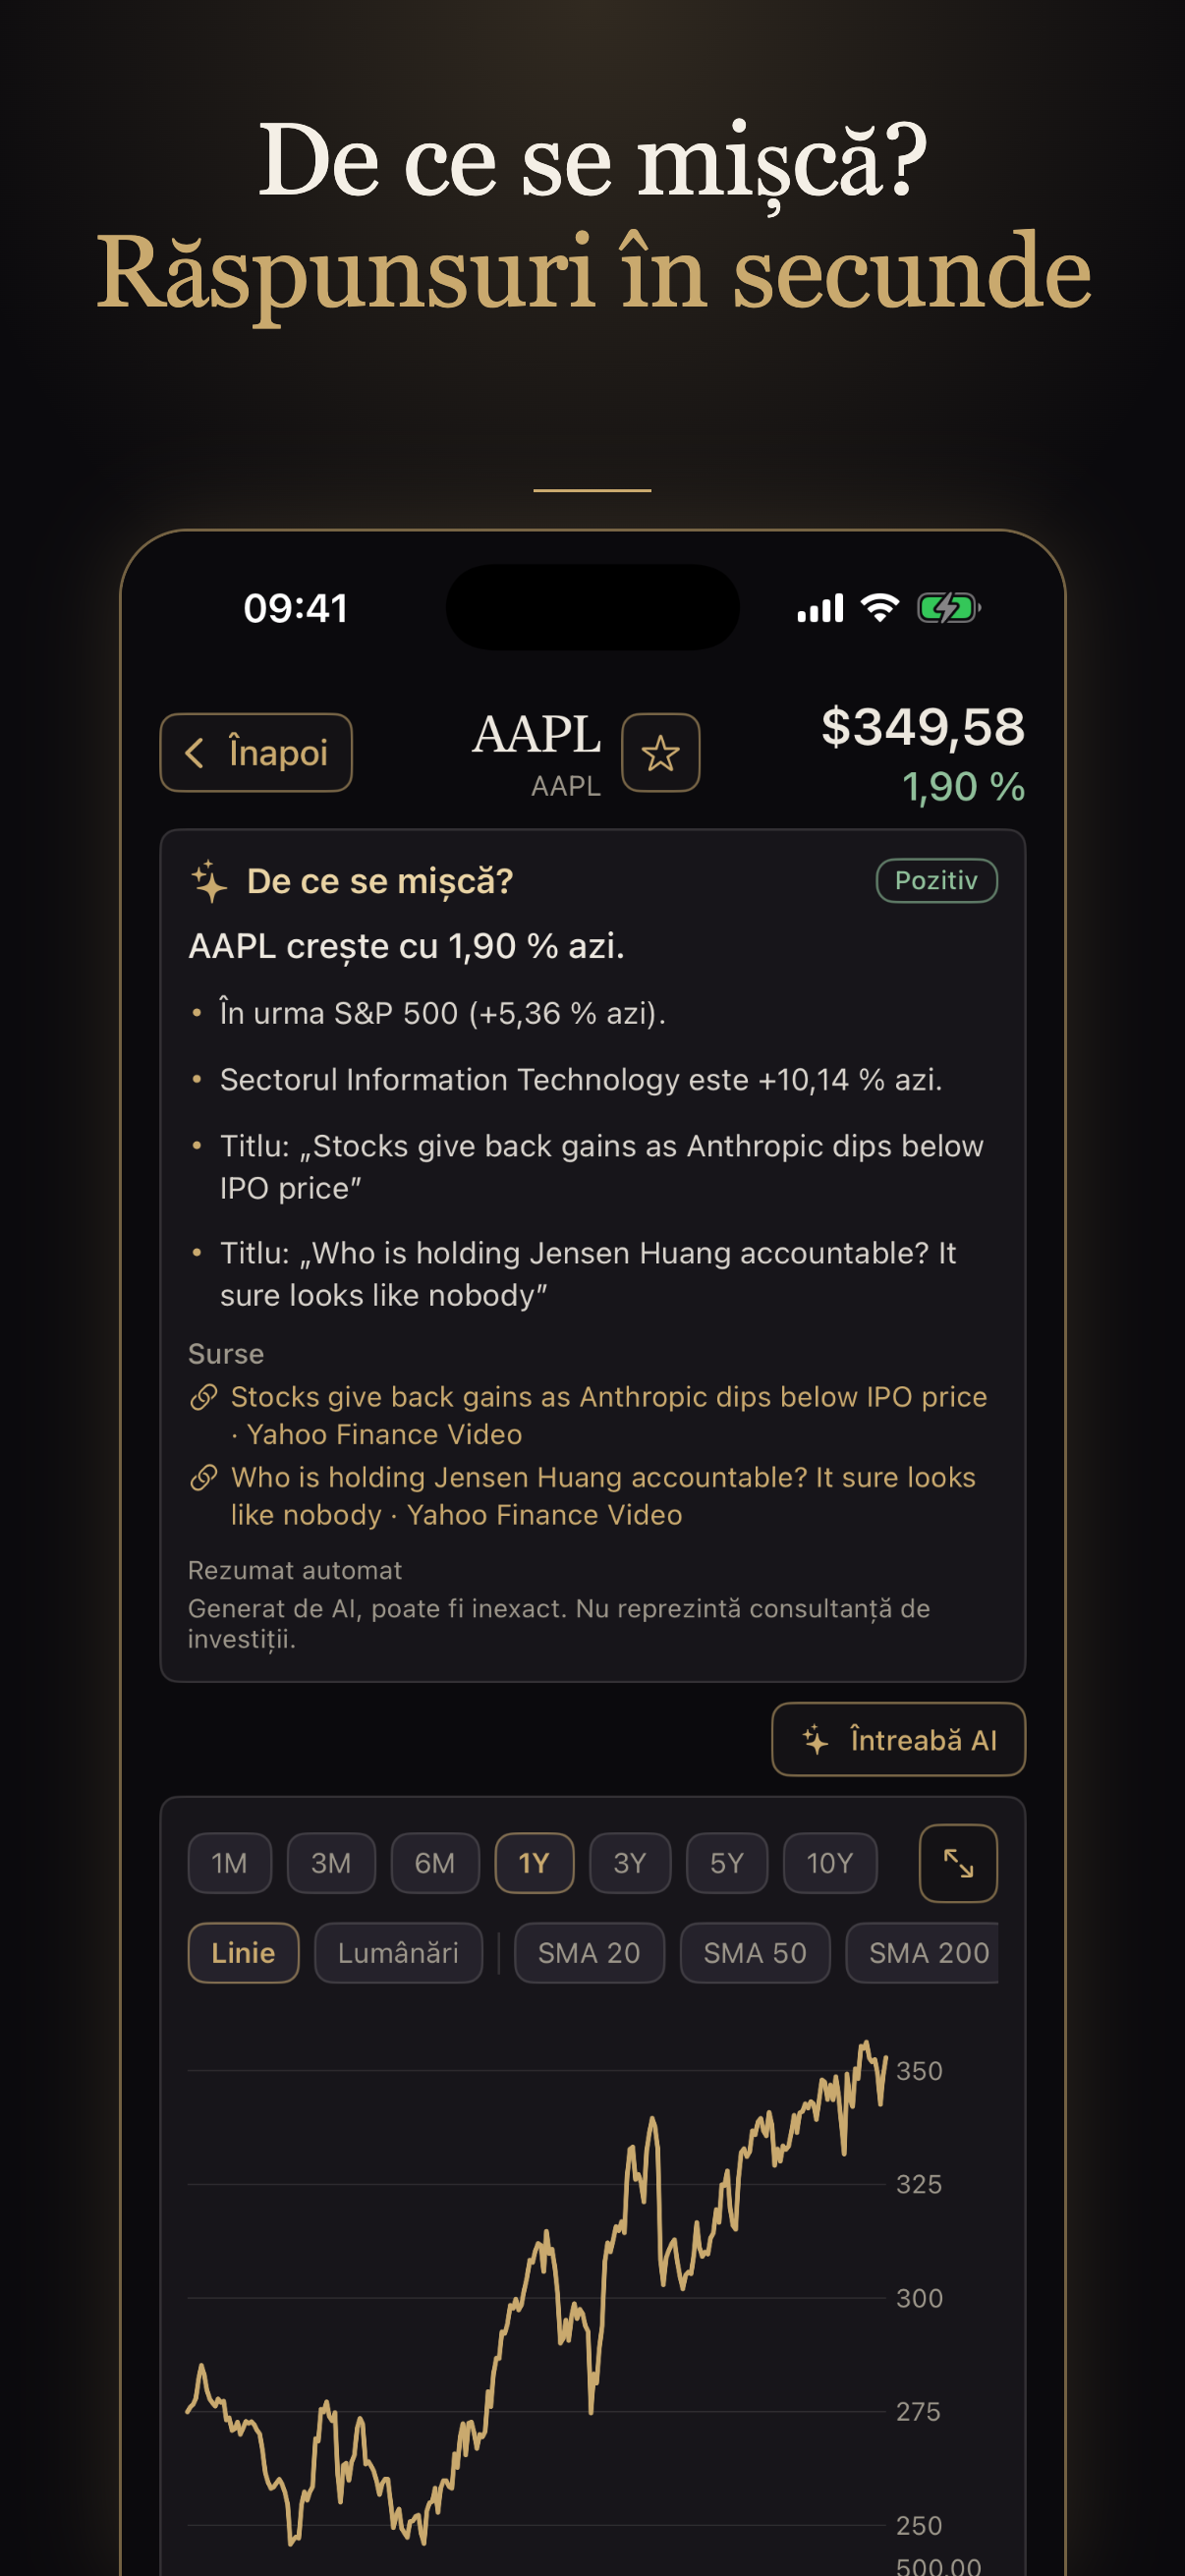 De ce se mișcă?
Răspunsuri în secunde
09:41
Înapoi
AAPL
AAPL
$349,58
1,90 %
De ce se mișcă?
Pozitiv
AAPL crește cu 1,90 % azi.
• În urma S&P 500 (+5,36 % azi).
• Sectorul Information Technology este +10,14 % azi.
• Titlu: „Stocks give back gains as Anthropic dips below
IPO price”
• Titlu: „Who is holding Jensen Huang accountable? It
sure looks like nobody”
Surse
Stocks give back gains as Anthropic dips below IPO price
· Yahoo Finance Video
Who is holding Jensen Huang accountable? It sure looks
like nobody · Yahoo Finance Video
Rezumat automat
Generat de AI, poate fi inexact. Nu reprezintă consultanță de
investiții.
Întreabă AI
1M 3M 6M 1Y 3Y 5Y 10Y
Linie Lumânări SMA 20 SMA 50 SMA 200
350
325
300
275
250
500.00